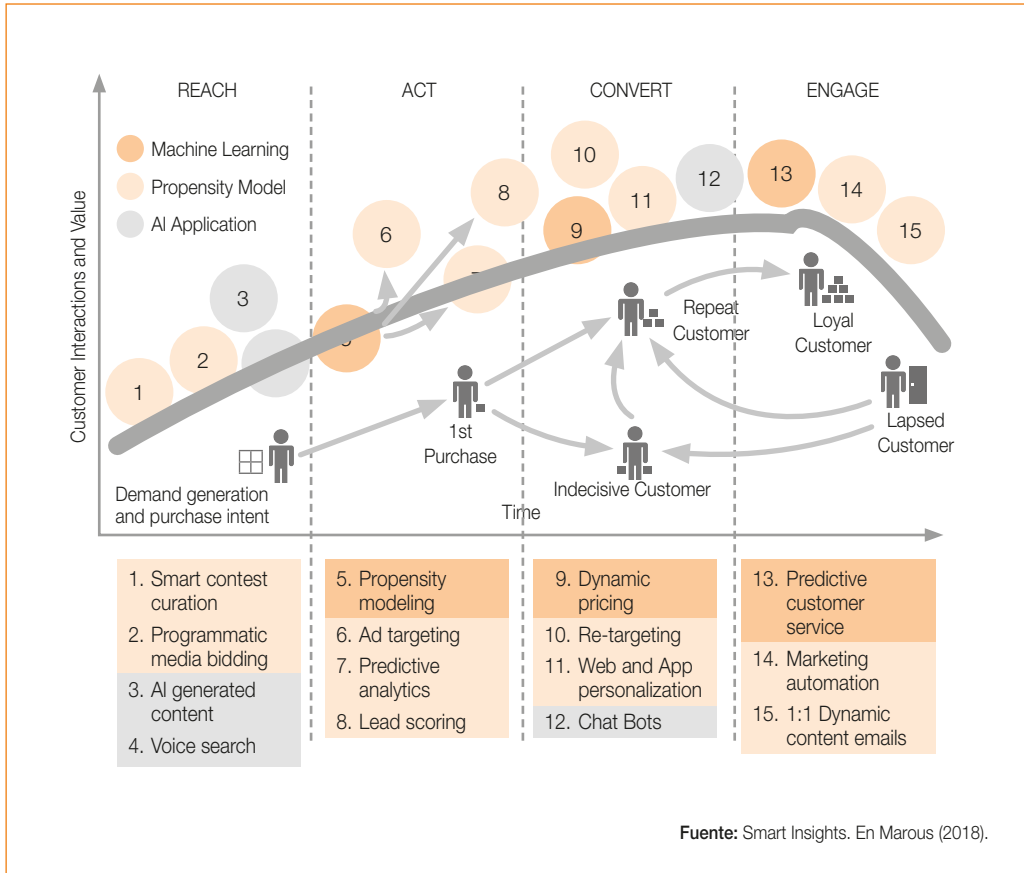 REACH
ACT
CONVERT
ENGAGE
Machine Learning
Propensity Model
AI Application
Customer Interactions and Value
1
2
3
5
6
7
8
9
10
11
12
13
14
15
Demand generation
and purchase intent
1st
Purchase
Indecisive Customer
Repeat
Customer
Loyal
Customer
Lapsed
Customer
Time
1. Smart contest
curation
2. Programmatic
media bidding
3. AI generated
content
4. Voice search
5. Propensity
modeling
6. Ad targeting
7. Predictive
analytics
8. Lead scoring
9. Dynamic
pricing
10. Re-targeting
11. Web and App
personalization
12. Chat Bots
13. Predictive
customer
service
14. Marketing
automation
15. 1:1 Dynamic
content emails
Fuente: Smart Insights. En Marous (2018).